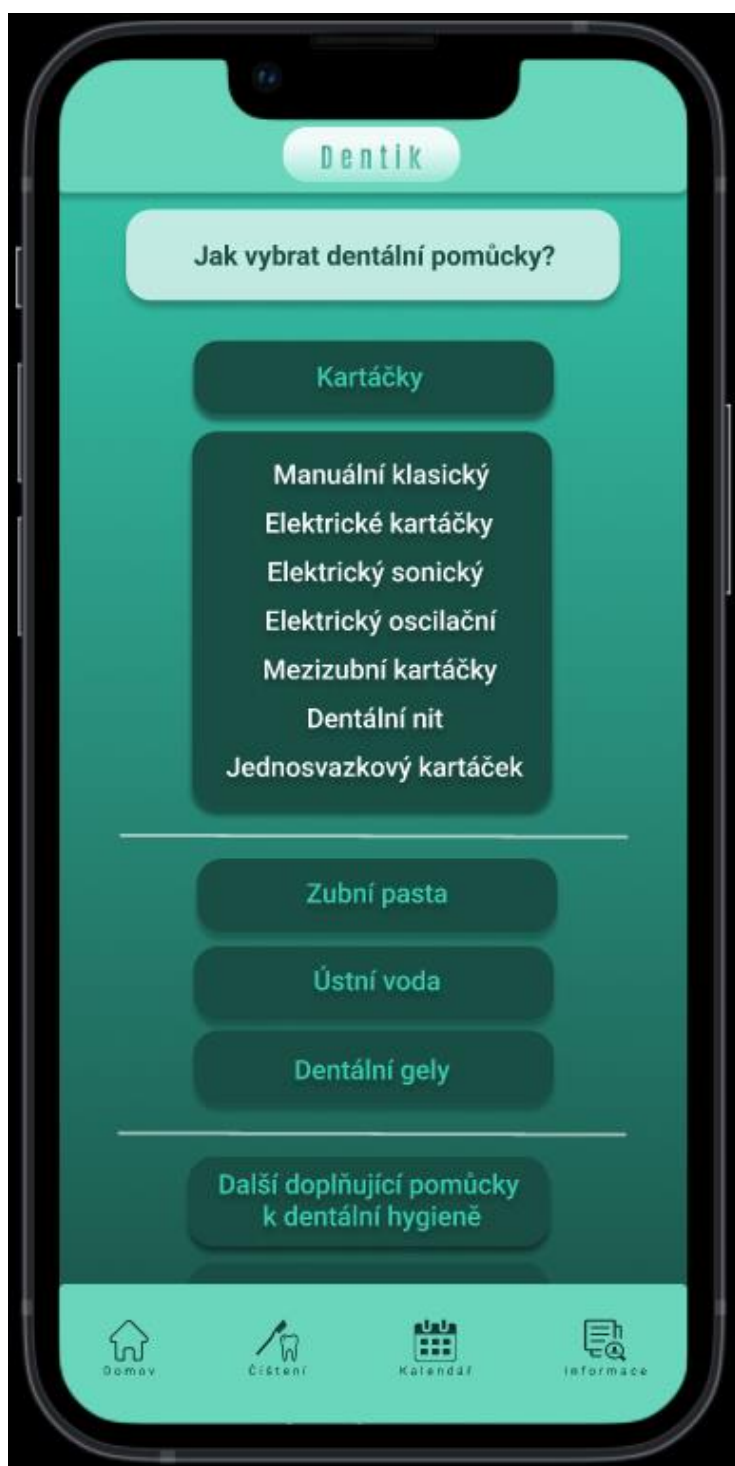 Dentik
Jak vybrat dentální pomůcky?
Kartáčky
Manuální klasický
Elektrické kartáčky
Elektrický sonický
Elektrický oscilační
Mezizubní kartáčky
Dentální nit
Jednosvazkový kartáček
Zubní pasta
Ústní voda
Dentální gely
Další doplňující pomůcky
k dentální hygieně
Domov
Čištění
Kalendář
Informace